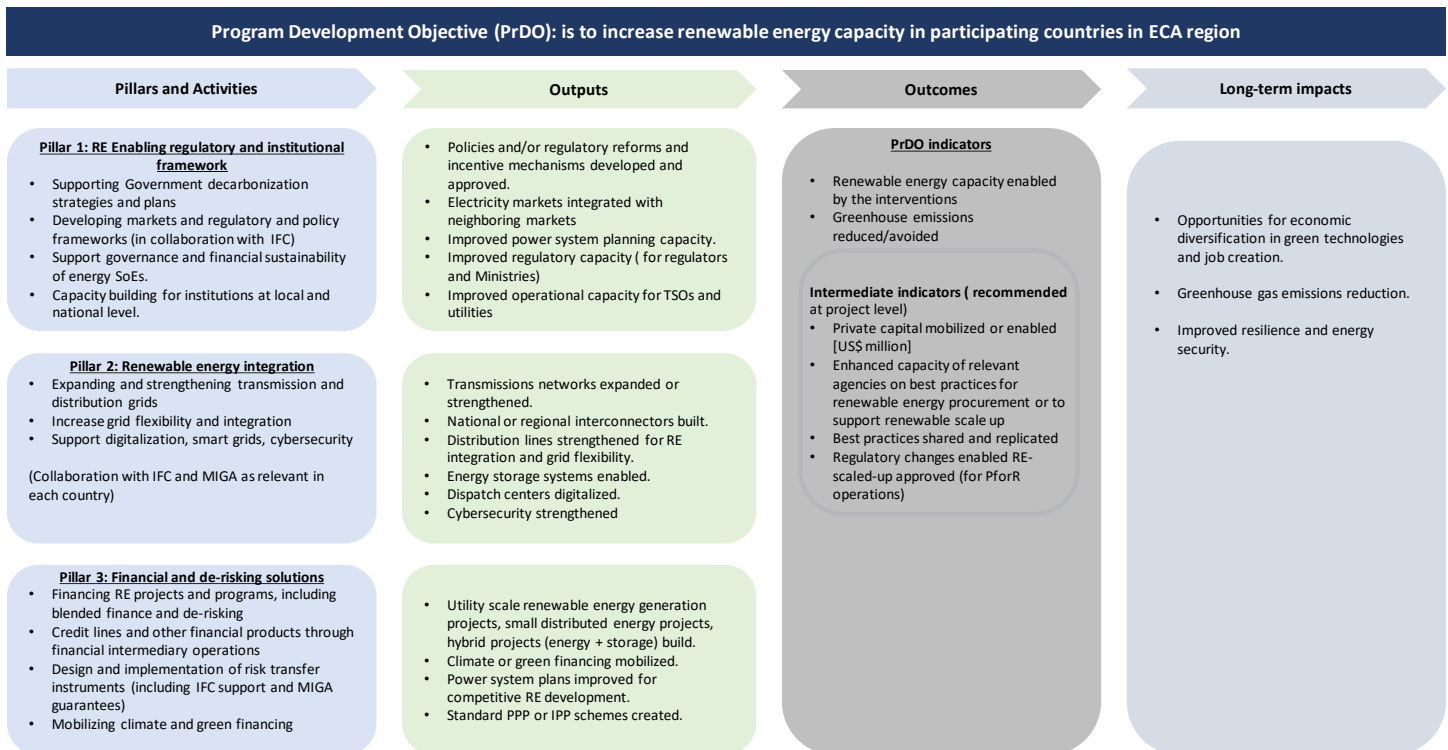 Program Development Objective (PrDO): is to increase renewable energy capacity in participating countries in ECA region
Pillars and Activities
Outputs
Outcomes
Long-term impacts
Pillar 1: RE Enabling regulatory and institutional
framework
• Supporting Government decarbonization
strategies and plans
• Developing markets and regulatory and policy
frameworks (in collaboration with IFC)
• Support governance and financial sustainability
of energy SoEs.
• Capacity building for institutions at local and
national level.
Pillar 2: Renewable energy integration
• Expanding and strengthening transmission and
distribution grids
• Increase grid flexibility and integration
• Support digitalization, smart grids, cybersecurity
(Collaboration with IFC and MIGA as relevant in
each country)
Pillar 3: Financial and de-risking solutions
• Financing RE projects and programs, including
blended finance and de-risking
• Credit lines and other financial products through
financial intermediary operations
• Design and implementation of risk transfer
instruments (including IFC support and MIGA
guarantees)
• Mobilizing climate and green financing
• Policies and/or regulatory reforms and
incentive mechanisms developed and
approved.
• Electricity markets integrated with
neighboring markets
• Improved power system planning capacity.
• Improved regulatory capacity ( for regulators
and Ministries)
• Improved operational capacity for TSOs and
utilities
• Transmissions networks expanded or
strengthened.
• National or regional interconnectors built.
• Distribution lines strengthened for RE
integration and grid flexibility.
• Energy storage systems enabled.
• Dispatch centers digitalized.
• Cybersecurity strengthened
• Utility scale renewable energy generation
projects, small distributed energy projects,
hybrid projects (energy + storage) build.
• Climate or green financing mobilized.
• Power system plans improved for
competitive RE development.
• Standard PPP or IPP schemes created.
PrDO indicators
• Renewable energy capacity enabled
by the interventions
• Greenhouse emissions
reduced/avoided
Intermediate indicators ( recommended
at project level)
• Private capital mobilized or enabled
[US$ million]
• Enhanced capacity of relevant
agencies on best practices for
renewable energy procurement or to
support renewable scale up
• Best practices shared and replicated
• Regulatory changes enabled RE-
scaled-up approved (for PforR
operations)
• Opportunities for economic
diversification in green technologies
and job creation.
• Greenhouse gas emissions reduction.
• Improved resilience and energy
security.